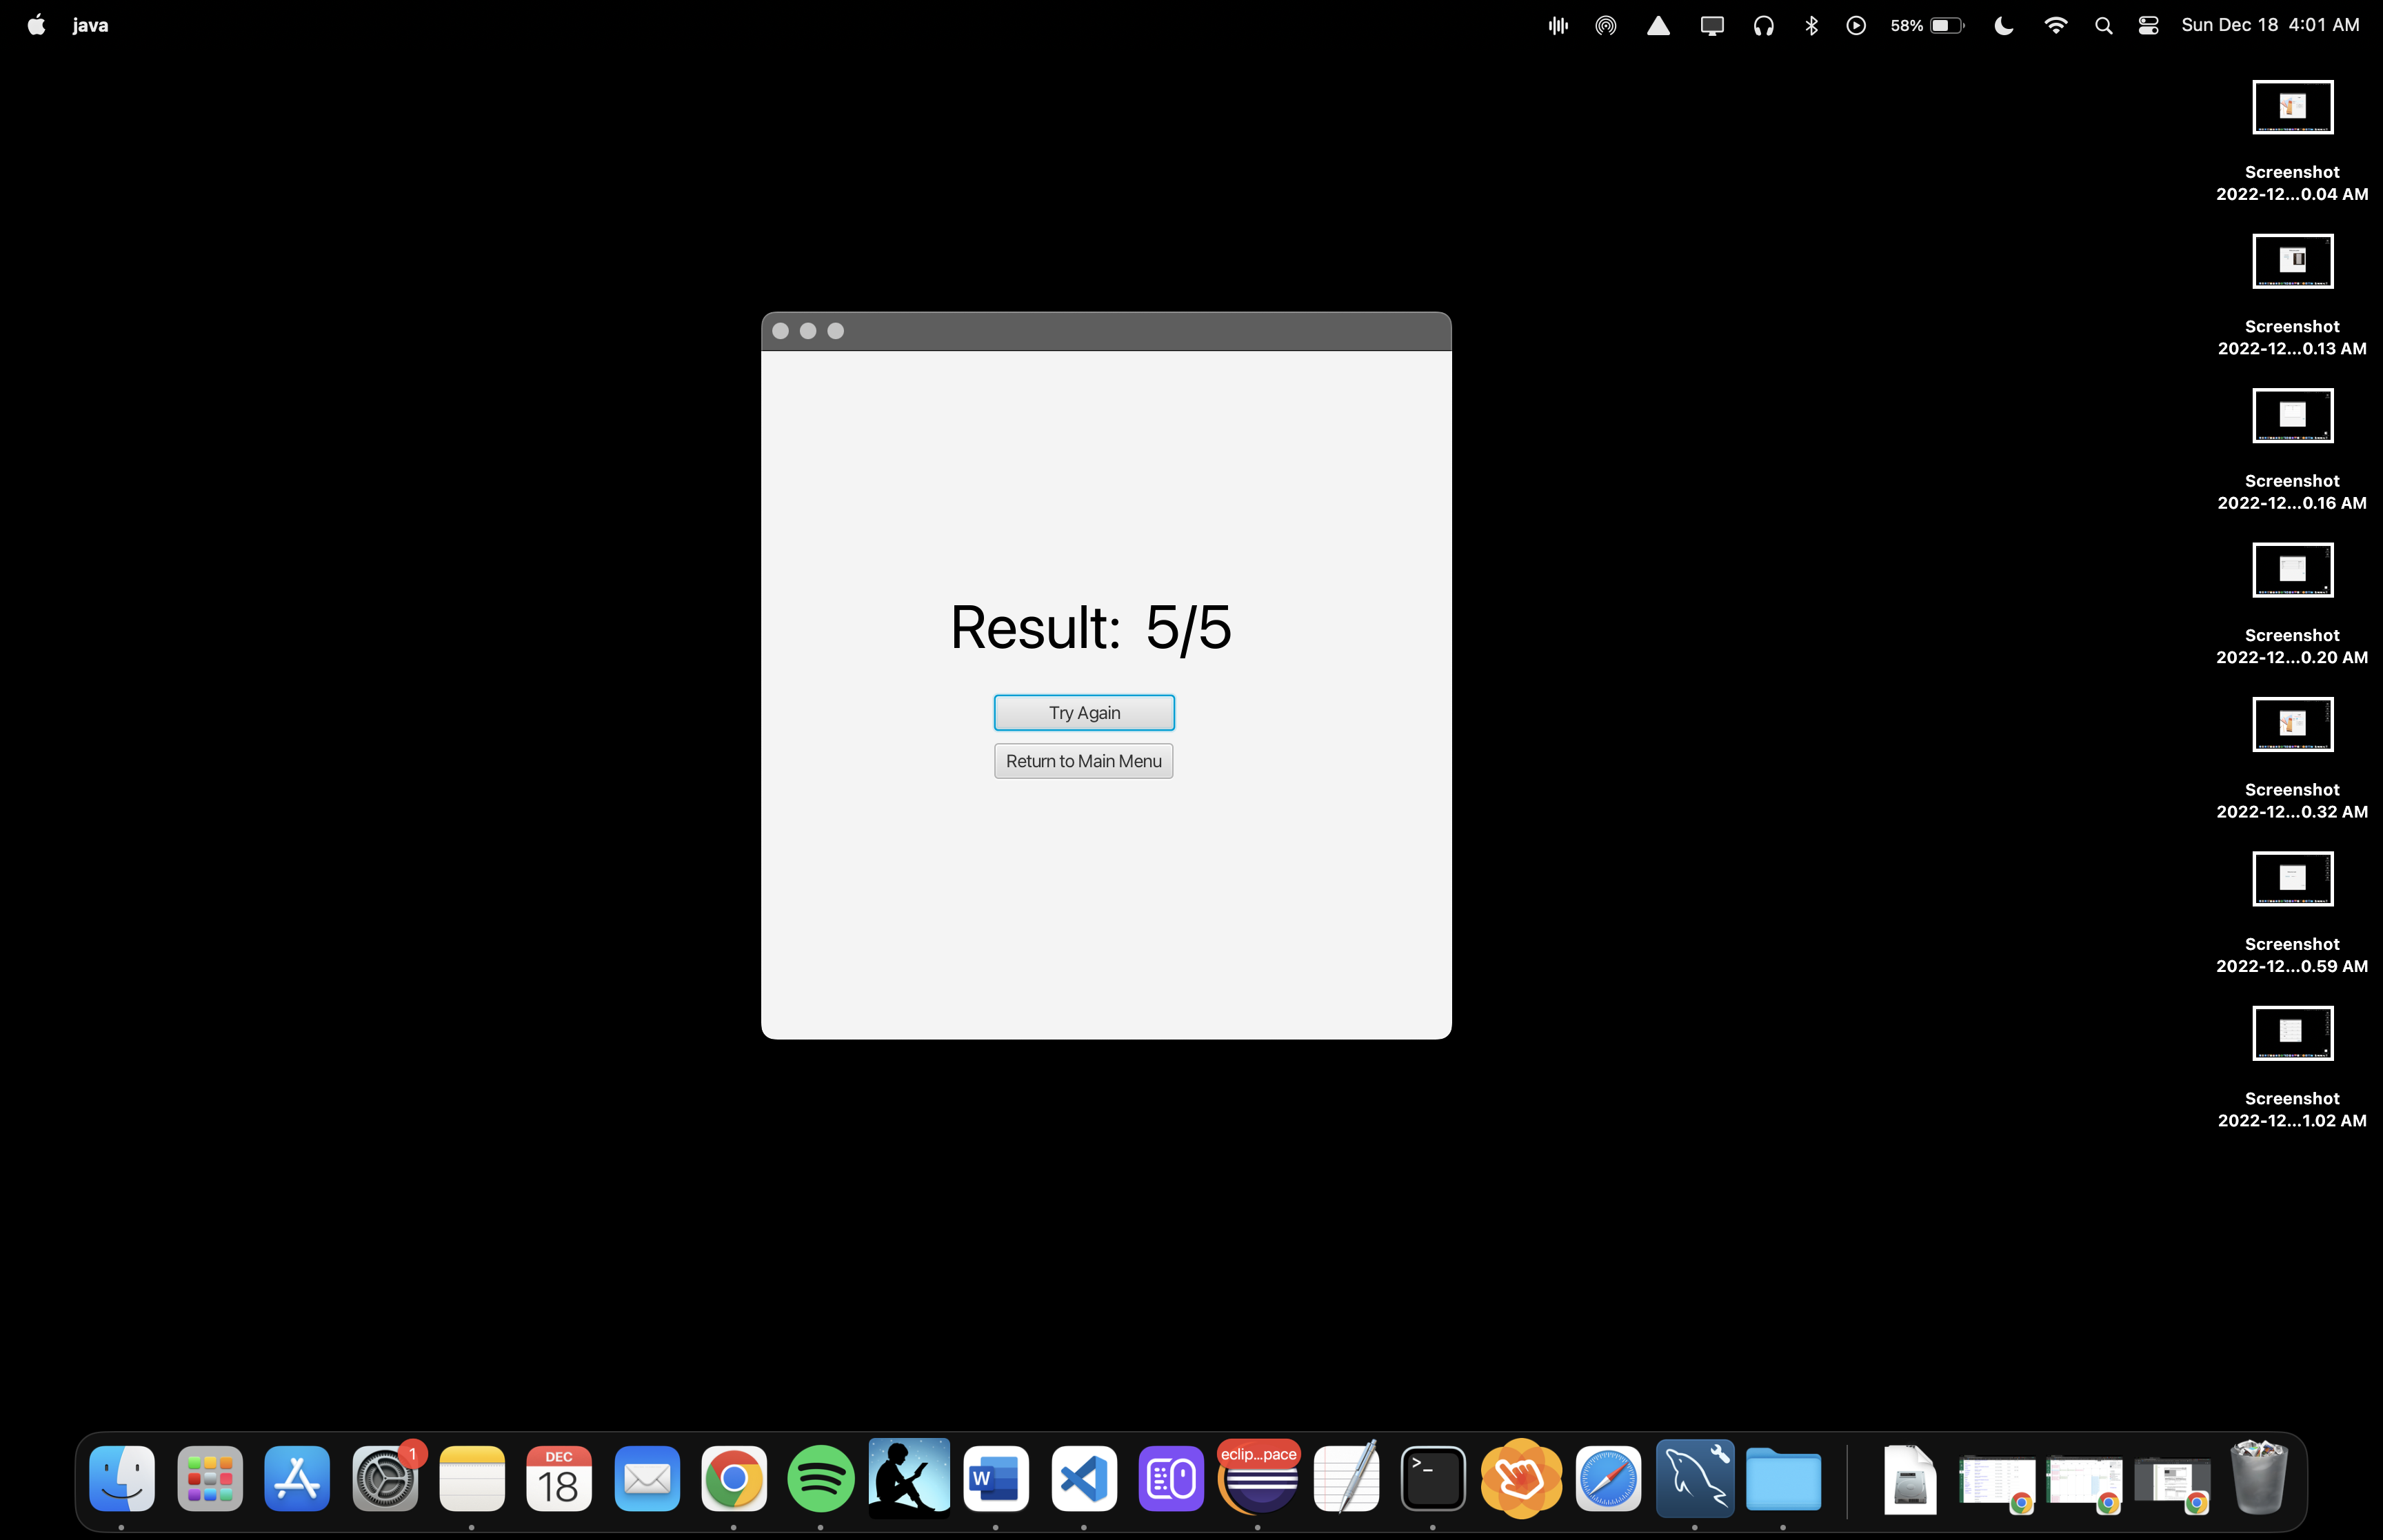 java
58%
Sun Dec 18 4:01 AM
Screenshot
2022-12...0.04 AM
Screenshot
2022-12...0.13 AM
Screenshot
2022-12...0.16 AM
Screenshot
2022-12...0.20 AM
Screenshot
2022-12...0.32 AM
Screenshot
2022-12...0.59 AM
Screenshot
2022-12...1.02 AM
Result: 5/5
Try Again
Return to Main Menu
1
DEC
18
W
eclip...pace
>_